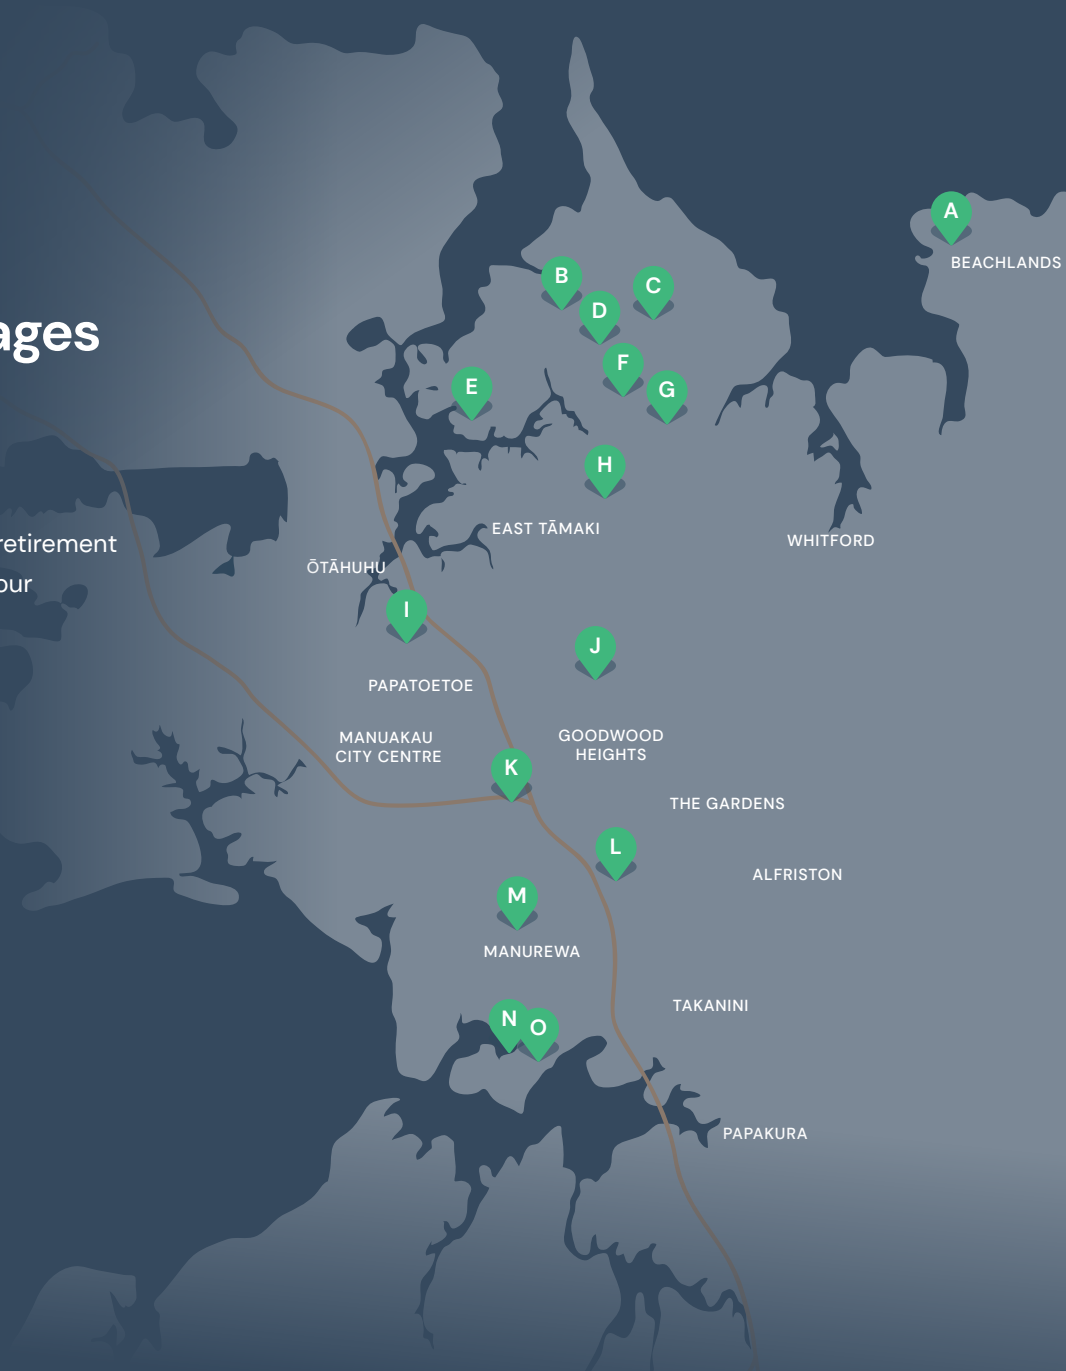 A
BEACHLANDS
B
C
D
ages
F
E
G
H
EAST TĀMAKI
WHITFORD
retirement
ŌTĀHUHU
our
I
J
PAPATOETOE
MANUAKAU
CITY CENTRE
GOODWOOD
HEIGHTS
K
THE GARDENS
L
ALFRISTON
M
MANUREWA
TAKANINI
N
O
PAPAKURA